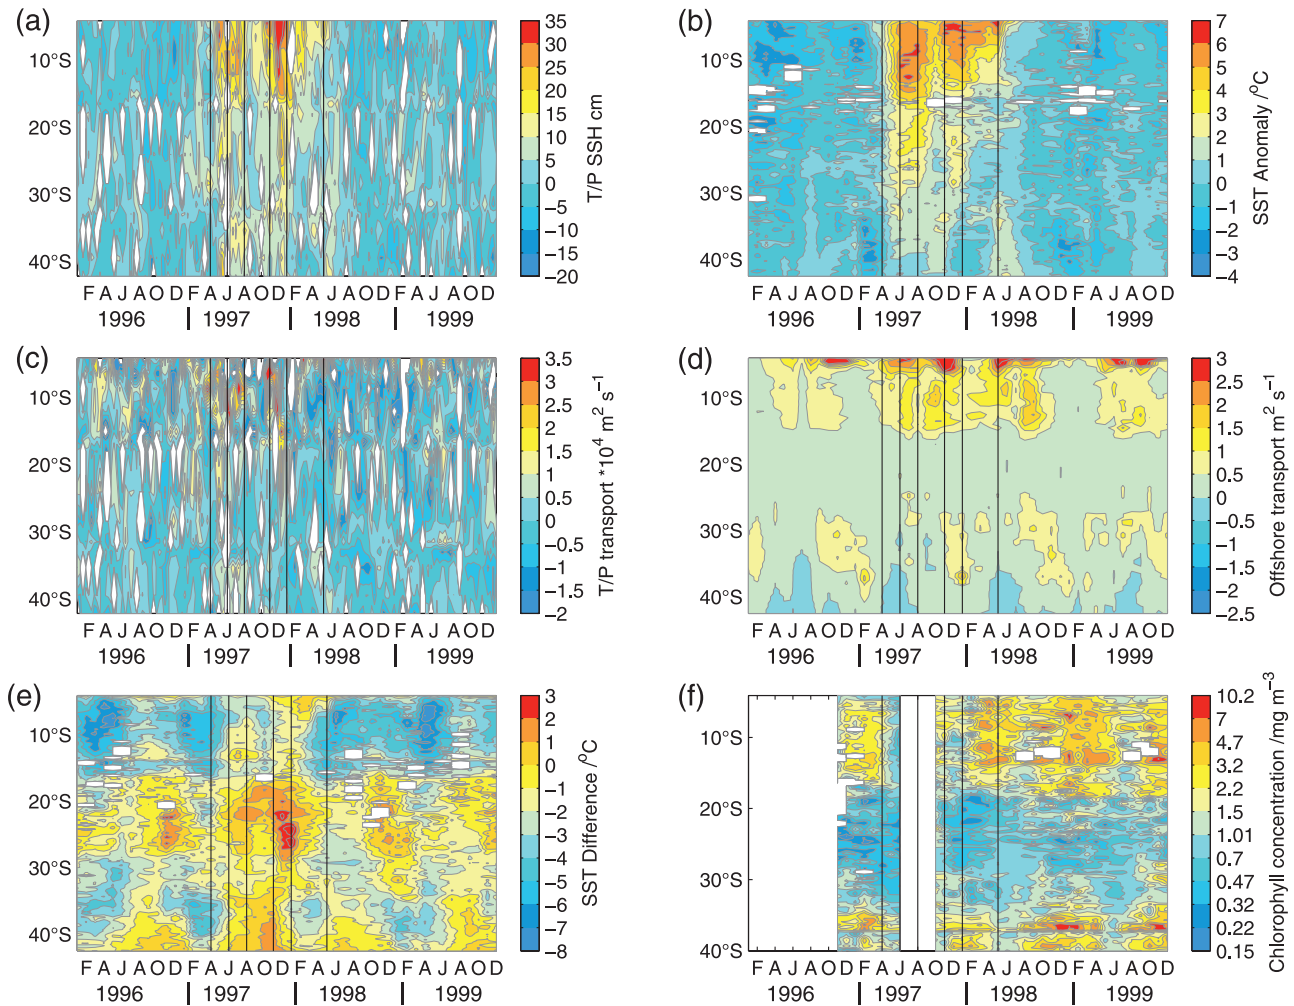 (a)
10°S
20°S
30°S
40°S
F A J A O D F A J A O D F A J A O D F A J A O D
1996 1997 1998 1999
35
30
25
20
15
10
5
0
−5
−10
−15
−20
T/P SSH cm
(b)
10°S
20°S
30°S
40°S
F A J A O D F A J A O D F A J A O D F A J A O D
1996 1997 1998 1999
7
6
5
4
3
2
1
0
−1
−2
−3
−4
SST Anomaly /°C
(c)
10°S
20°S
30°S
40°S
F A J A O D F A J A O D F A J A O D F A J A O D
1996 1997 1998 1999
3.5
3
2.5
2
1.5
1
0.5
0
−0.5
−1
−1.5
−2
T/P transport *10⁴ m² s⁻¹
(d)
10°S
20°S
30°S
40°S
F A J A O D F A J A O D F A J A O D F A J A O D
1996 1997 1998 1999
3
2.5
2
1.5
1
0.5
0
−0.5
−1
−1.5
−2
−2.5
Offshore transport m² s⁻¹
(e)
10°S
20°S
30°S
40°S
F A J A O D F A J A O D F A J A O D F A J A O D
1996 1997 1998 1999
3
2
1
0
−1
−2
−3
−4
−5
−6
−7
−8
SST Difference /°C
(f)
10°S
20°S
30°S
40°S
F A J A O D F A J A O D F A J A O D F A J A O D
1996 1997 1998 1999
10.2
7
4.7
3.2
2.2
1.5
1.01
0.7
0.47
0.32
0.22
0.15
Chlorophyll concentration /mg m⁻³